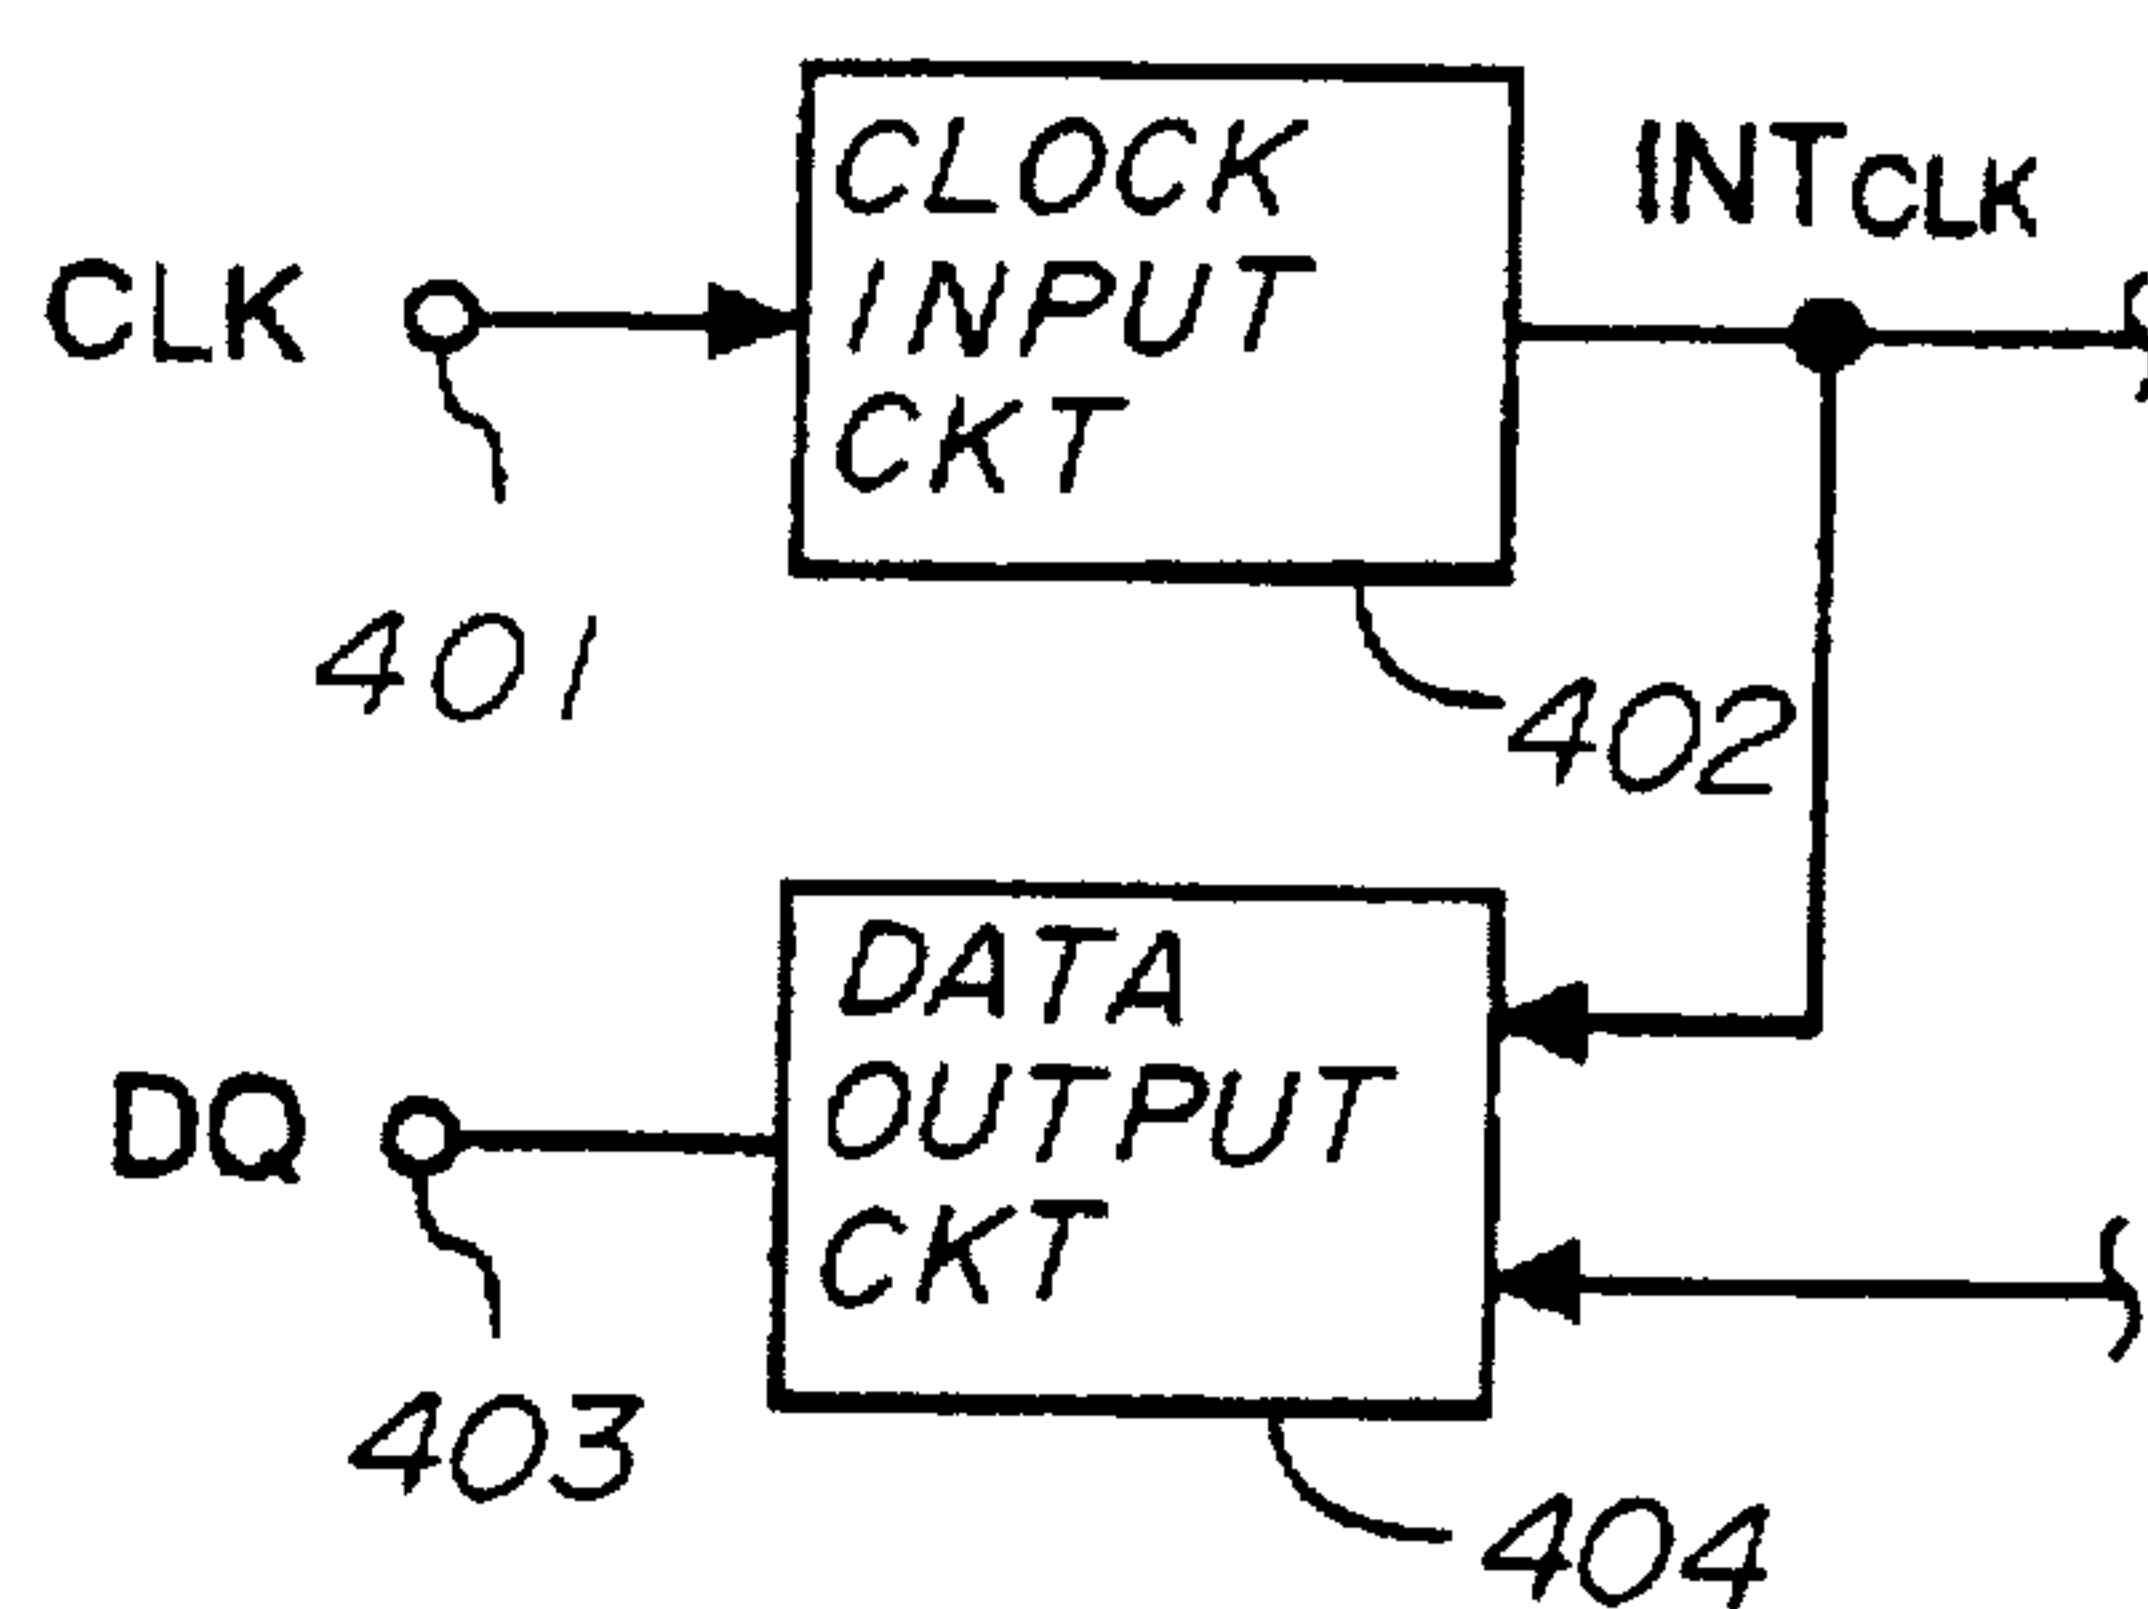 CLOCK
INPUT
CKT
INTCLK
CLK
401
402
DATA
OUTPUT
CKT
DQ
403
404